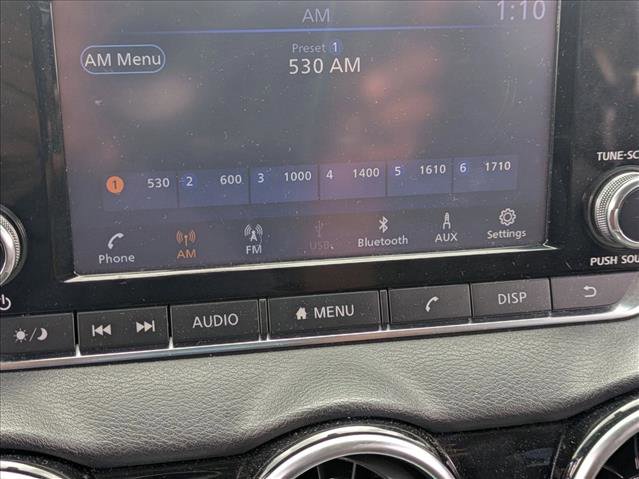 AM 1:10
AM Menu
Preset 1
530 AM
1 530 2 600 3 1000 4 1400 5 1610 6 1710
Phone AM FM USB Bluetooth AUX Settings
TUNE-SC
PUSH SOU
AUDIO MENU DISP